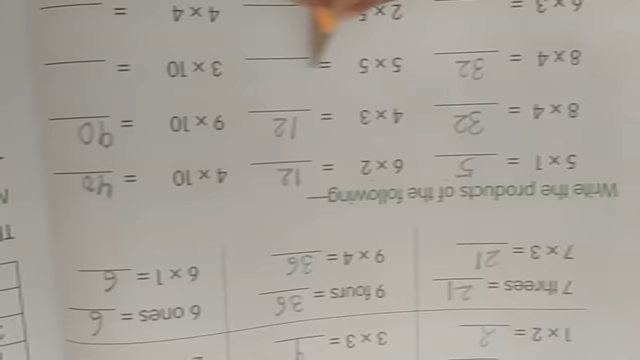 1 × 2 = 2 3 × 3 =
7 threes = 21 9 fours = 36 6 ones = 6
7 × 3 = 21 9 × 4 = 36 6 × 1 = 6
Write the products of the following—
5 × 1 = 5 6 × 2 = 12 4 × 10 = 40
8 × 4 = 32 4 × 3 = 12 9 × 10 = 90
8 × 4 = 32 5 × 5 = 3 × 10 =
6 × 3 = 2 × 4 × 4 =